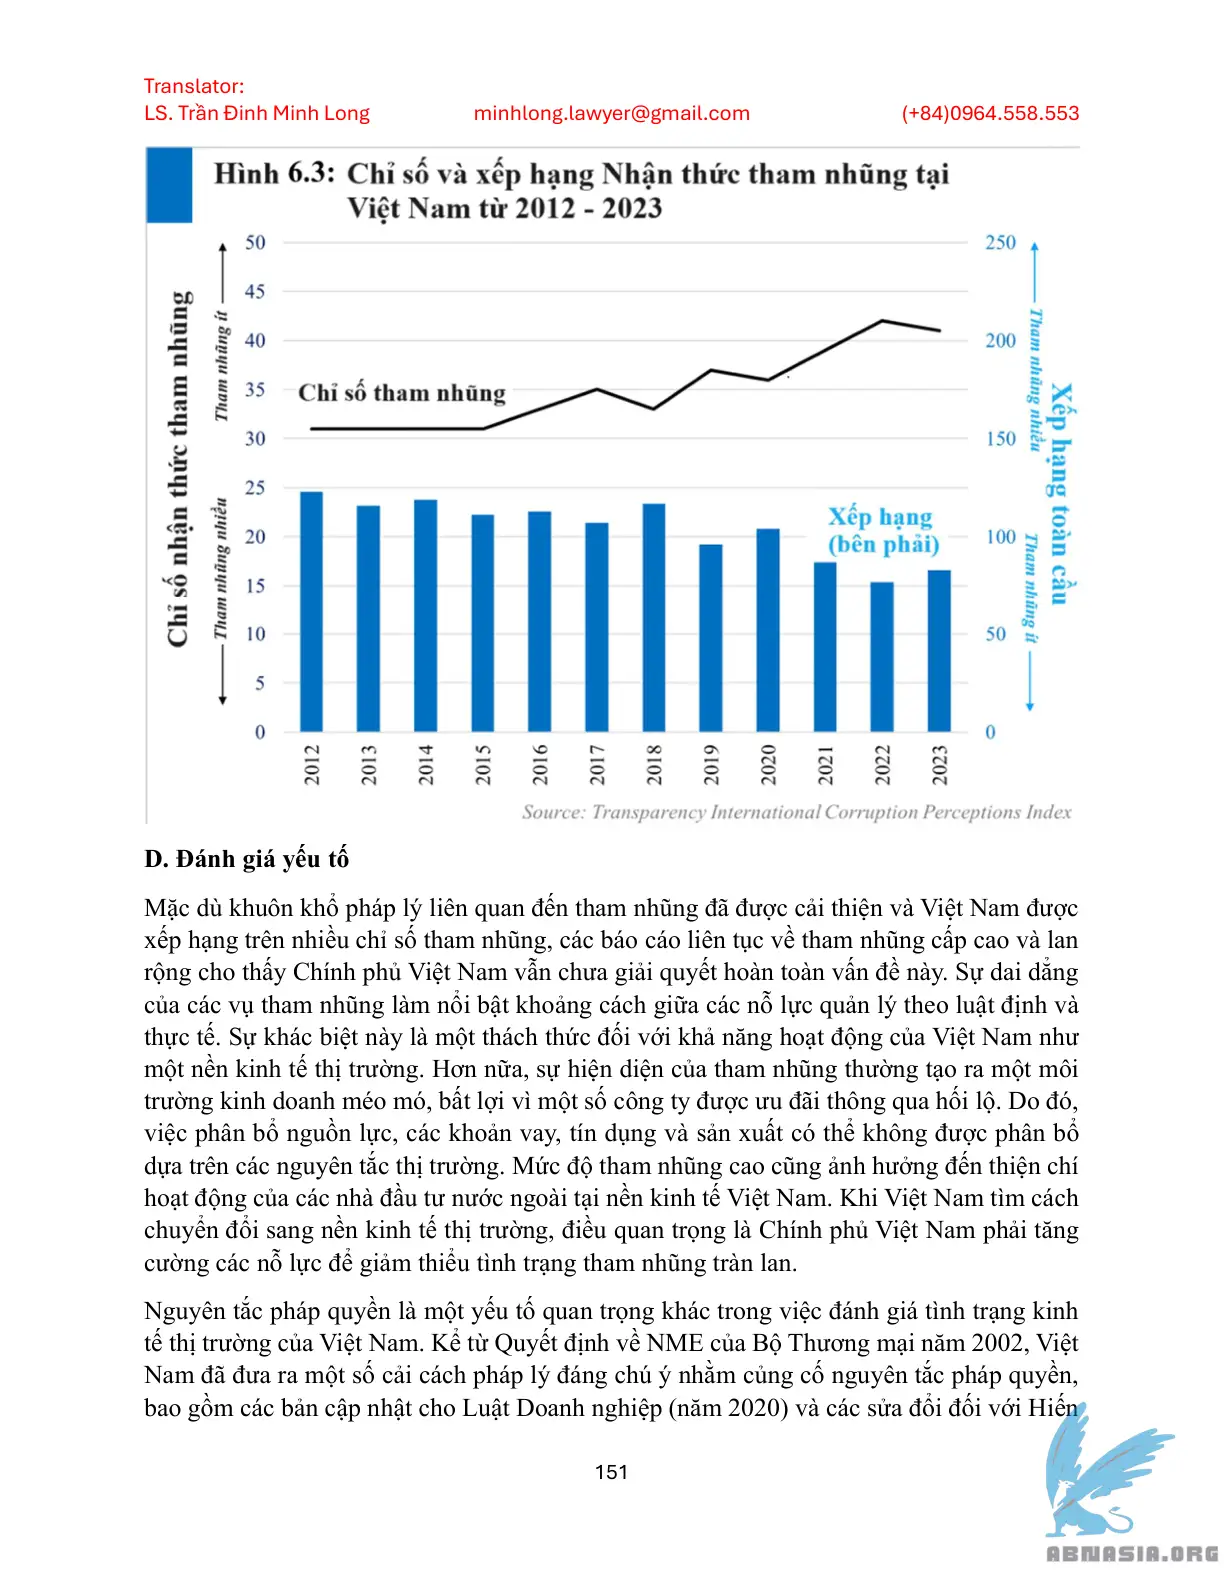 Translator:
LS. Trần Đinh Minh Long minhlong.lawyer@gmail.com (+84)0964.558.553
Hình 6.3: Chỉ số và xếp hạng Nhận thức tham nhũng tại
Việt Nam từ 2012 - 2023
Chỉ số nhận thức tham nhũng
Tham nhũng ít
Tham nhũng nhiều
50
45
40
35
30
25
20
15
10
5
0
Chỉ số tham nhũng
Xếp hạng
(bên phải)
250
200
150
100
50
0
Tham nhũng nhiều
Tham nhũng ít
Xếp hạng toàn cầu
2012
2013
2014
2015
2016
2017
2018
2019
2020
2021
2022
2023
Source: Transparency International Corruption Perceptions Index
D. Đánh giá yếu tố
Mặc dù khuôn khổ pháp lý liên quan đến tham nhũng đã được cải thiện và Việt Nam được
xếp hạng trên nhiều chỉ số tham nhũng, các báo cáo liên tục về tham nhũng cấp cao và lan
rộng cho thấy Chính phủ Việt Nam vẫn chưa giải quyết hoàn toàn vấn đề này. Sự dai dẳng
của các vụ tham nhũng làm nổi bật khoảng cách giữa các nỗ lực quản lý theo luật định và
thực tế. Sự khác biệt này là một thách thức đối với khả năng hoạt động của Việt Nam như
một nền kinh tế thị trường. Hơn nữa, sự hiện diện của tham nhũng thường tạo ra một môi
trường kinh doanh méo mó, bất lợi vì một số công ty được ưu đãi thông qua hối lộ. Do đó,
việc phân bổ nguồn lực, các khoản vay, tín dụng và sản xuất có thể không được phân bổ
dựa trên các nguyên tắc thị trường. Mức độ tham nhũng cao cũng ảnh hưởng đến thiện chí
hoạt động của các nhà đầu tư nước ngoài tại nền kinh tế Việt Nam. Khi Việt Nam tìm cách
chuyển đổi sang nền kinh tế thị trường, điều quan trọng là Chính phủ Việt Nam phải tăng
cường các nỗ lực để giảm thiểu tình trạng tham nhũng tràn lan.
Nguyên tắc pháp quyền là một yếu tố quan trọng khác trong việc đánh giá tình trạng kinh
tế thị trường của Việt Nam. Kể từ Quyết định về NME của Bộ Thương mại năm 2002, Việt
Nam đã đưa ra một số cải cách pháp lý đáng chú ý nhằm củng cố nguyên tắc pháp quyền,
bao gồm các bản cập nhật cho Luật Doanh nghiệp (năm 2020) và các sửa đổi đối với Hiến
151
ABNASIA.ORG